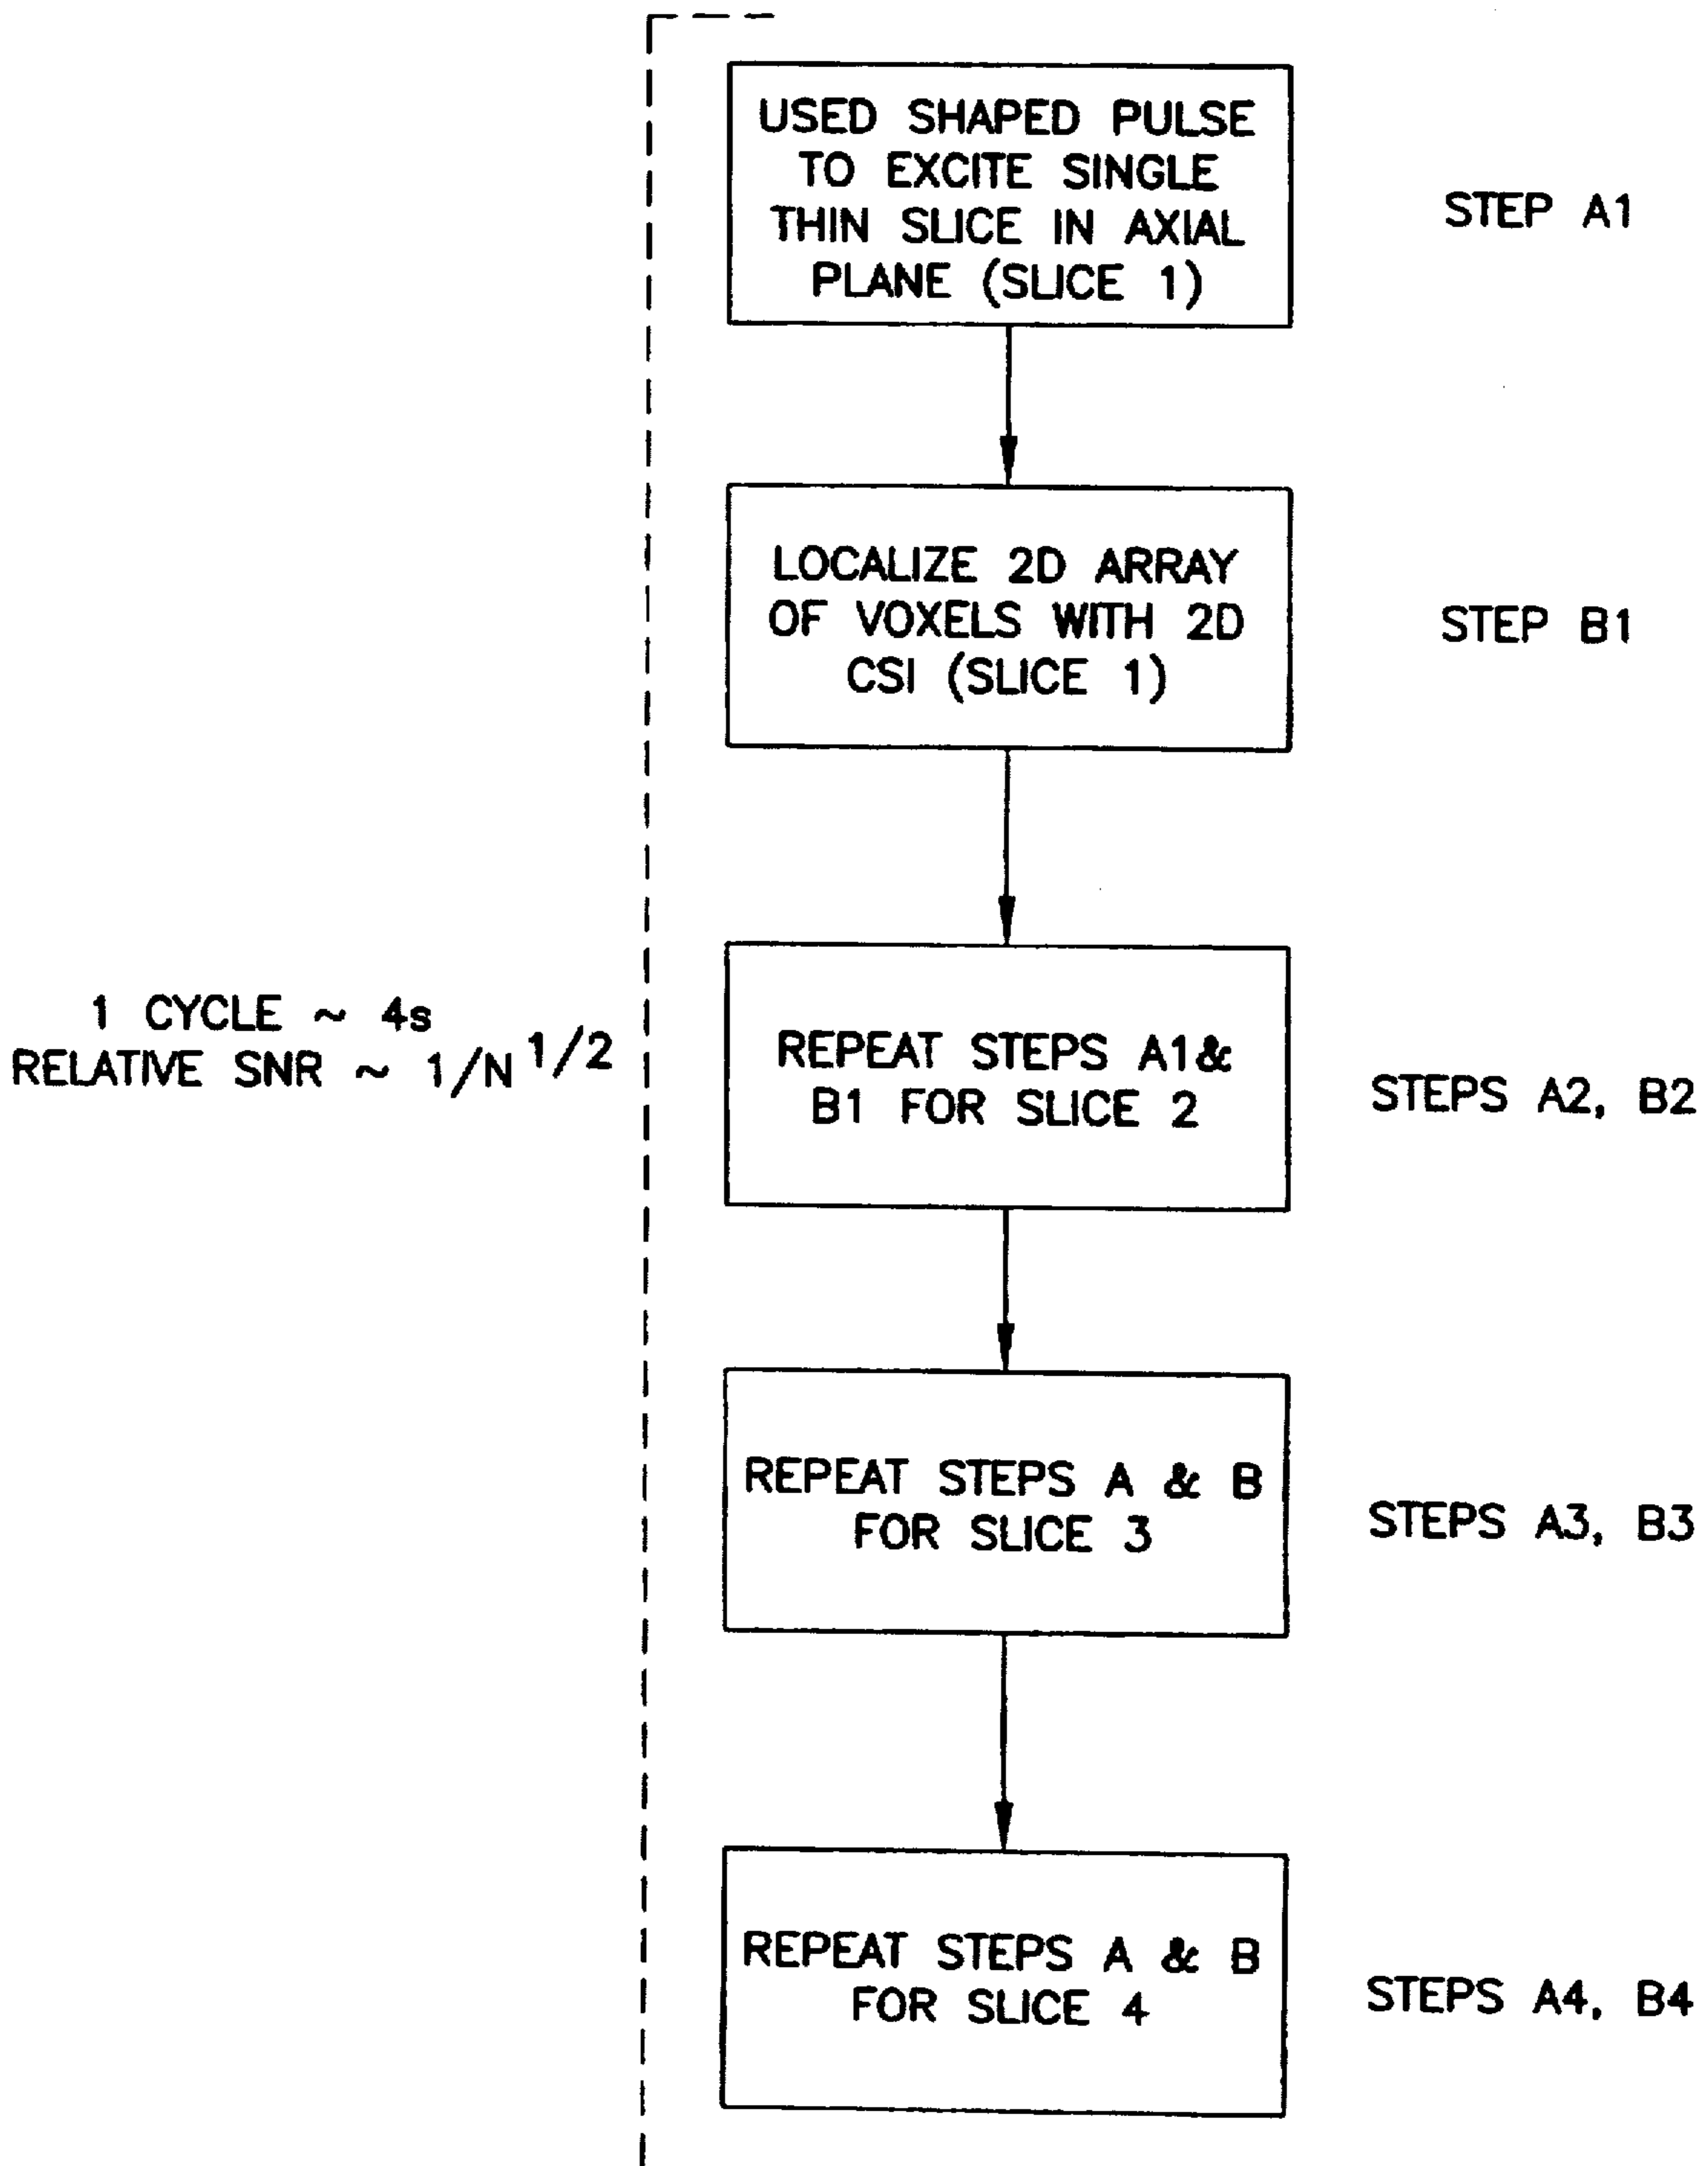 USED SHAPED PULSE
TO EXCITE SINGLE
THIN SLICE IN AXIAL
PLANE (SLICE 1)
STEP A1
LOCALIZE 2D ARRAY
OF VOXELS WITH 2D
CSI (SLICE 1)
STEP B1
1 CYCLE ~ 4s
RELATIVE SNR ~ 1/N 1/2
REPEAT STEPS A1&
B1 FOR SLICE 2
STEPS A2, B2
REPEAT STEPS A & B
FOR SLICE 3
STEPS A3, B3
REPEAT STEPS A & B
FOR SLICE 4
STEPS A4, B4